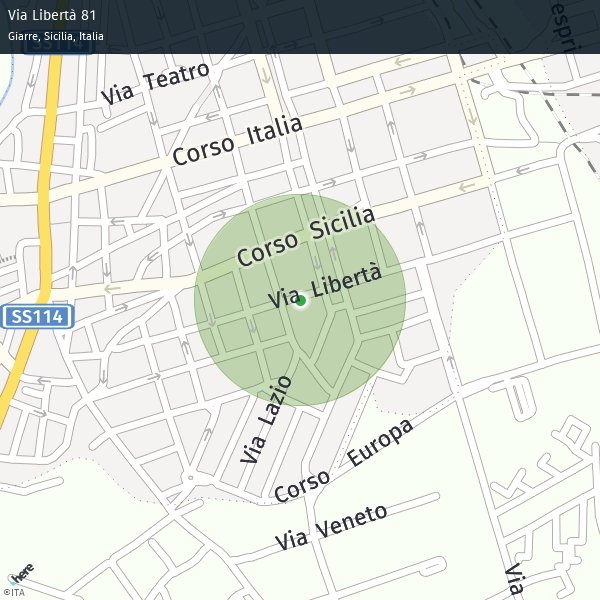 Via Libertà 81
Giarre, Sicilia, Italia
SS114
Via Teatro
Corso Italia
Corso Sicilia
Via Libertà
SS114
Via Lazio
Corso Europa
Via Veneto
Via
here
©ITA